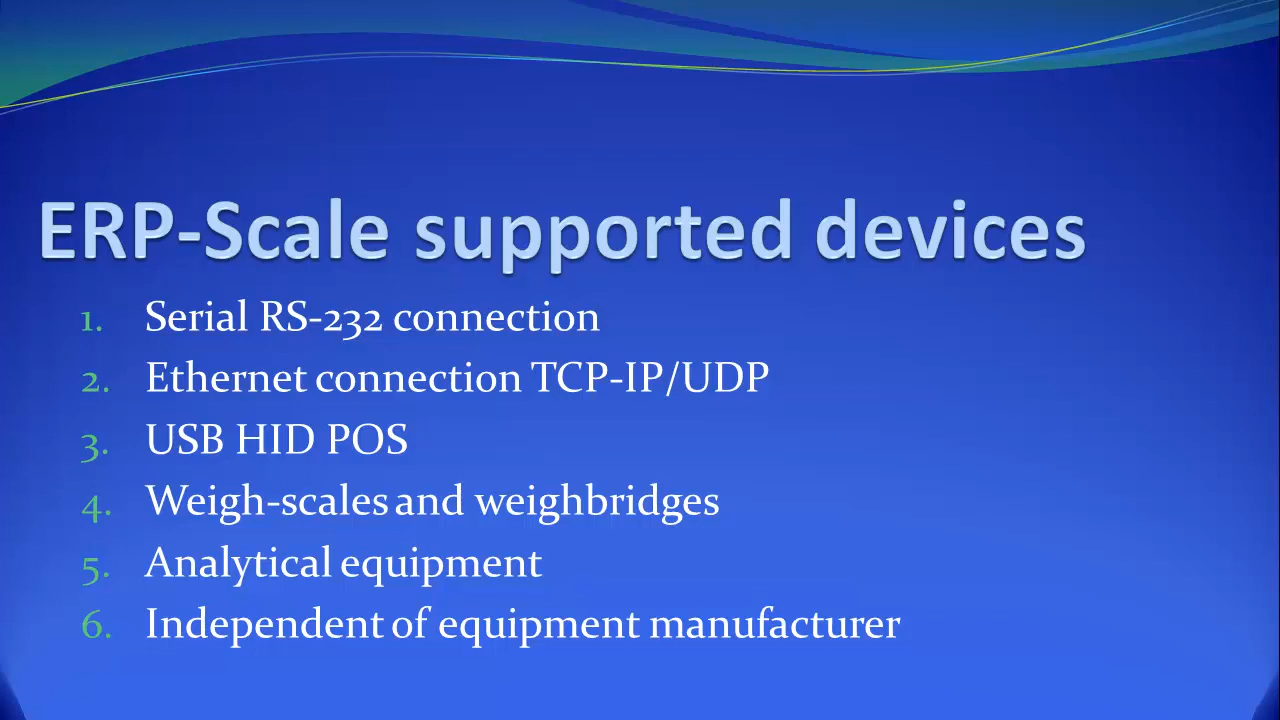 ERP-Scale supported devices
1. Serial RS-232 connection
2. Ethernet connection TCP-IP/UDP
3. USB HID POS
4. Weigh-scales and weighbridges
5. Analytical equipment
6. Independent of equipment manufacturer